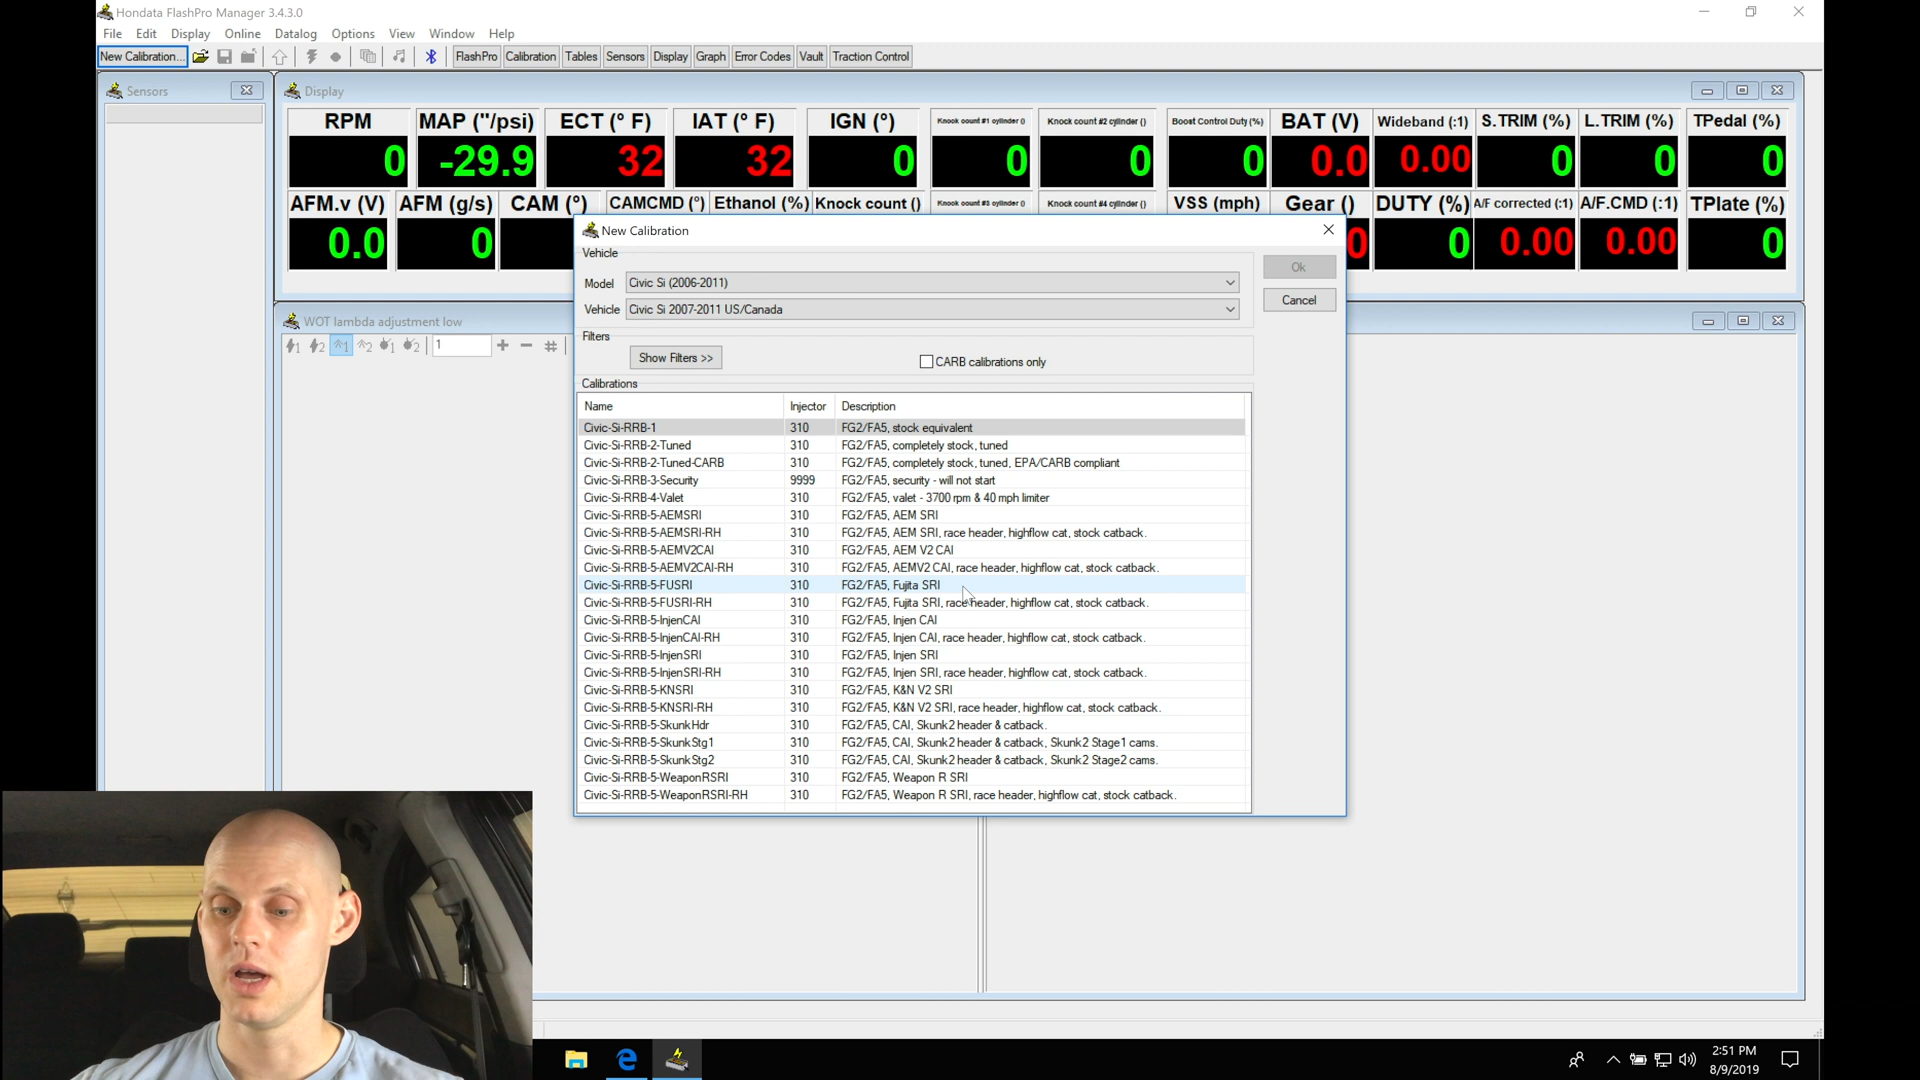 Hondata FlashPro Manager 3.4.3.0
File Edit Display Online Datalog Options View Window Help
New Calibration... FlashPro Calibration Tables Sensors Display Graph Error Codes Vault Traction Control
Sensors
Display
RPM MAP ("/psi) ECT (° F) IAT (° F) IGN (°) Knock count #1 cylinder () Knock count #2 cylinder () Boost Control Duty (%) BAT (V) Wideband (:1) S.TRIM (%) L.TRIM (%) TPedal (%)
0 -29.9 32 32 0 0 0 0 0.0 0.00 0 0 0
AFM.v (V) AFM (g/s) CAM (°) CAMCMD (°) Ethanol (%) Knock count () Knock count #3 cylinder () Knock count #4 cylinder () VSS (mph) Gear () DUTY (%) A/F corrected (:1) A/F.CMD (:1) TPlate (%)
0.0 0 0 0 0.00 0.00 0
WOT lambda adjustment low
1 2 1 2 1 2 1
New Calibration
Vehicle
Model Civic Si (2006-2011)
Vehicle Civic Si 2007-2011 US/Canada
Ok
Cancel
Filters
Show Filters >> CARB calibrations only
Calibrations
Name Injector Description
Civic-Si-RRB-1 310 FG2/FA5, stock equivalent
Civic-Si-RRB-2-Tuned 310 FG2/FA5, completely stock, tuned
Civic-Si-RRB-2-Tuned-CARB 310 FG2/FA5, completely stock, tuned, EPA/CARB compliant
Civic-Si-RRB-3-Security 9999 FG2/FA5, security - will not start
Civic-Si-RRB-4-Valet 310 FG2/FA5, valet - 3700 rpm & 40 mph limiter
Civic-Si-RRB-5-AEMSRI 310 FG2/FA5, AEM SRI
Civic-Si-RRB-5-AEMSRI-RH 310 FG2/FA5, AEM SRI, race header, highflow cat, stock catback.
Civic-Si-RRB-5-AEMV2CAI 310 FG2/FA5, AEM V2 CAI
Civic-Si-RRB-5-AEMV2CAI-RH 310 FG2/FA5, AEMV2 CAI, race header, highflow cat, stock catback.
Civic-Si-RRB-5-FUSRI 310 FG2/FA5, Fujita SRI
Civic-Si-RRB-5-FUSRI-RH 310 FG2/FA5, Fujita SRI, race header, highflow cat, stock catback.
Civic-Si-RRB-5-InjenCAI 310 FG2/FA5, Injen CAI
Civic-Si-RRB-5-InjenCAI-RH 310 FG2/FA5, Injen CAI, race header, highflow cat, stock catback.
Civic-Si-RRB-5-InjenSRI 310 FG2/FA5, Injen SRI
Civic-Si-RRB-5-InjenSRI-RH 310 FG2/FA5, Injen SRI, race header, highflow cat, stock catback.
Civic-Si-RRB-5-KNSRI 310 FG2/FA5, K&N V2 SRI
Civic-Si-RRB-5-KNSRI-RH 310 FG2/FA5, K&N V2 SRI, race header, highflow cat, stock catback.
Civic-Si-RRB-5-SkunkHdr 310 FG2/FA5, CAI, Skunk2 header & catback.
Civic-Si-RRB-5-SkunkStg1 310 FG2/FA5, CAI, Skunk2 header & catback, Skunk2 Stage1 cams.
Civic-Si-RRB-5-SkunkStg2 310 FG2/FA5, CAI, Skunk2 header & catback, Skunk2 Stage2 cams.
Civic-Si-RRB-5-WeaponRSRI 310 FG2/FA5, Weapon R SRI
Civic-Si-RRB-5-WeaponRSRI-RH 310 FG2/FA5, Weapon R SRI, race header, highflow cat, stock catback.
2:51 PM
8/9/2019